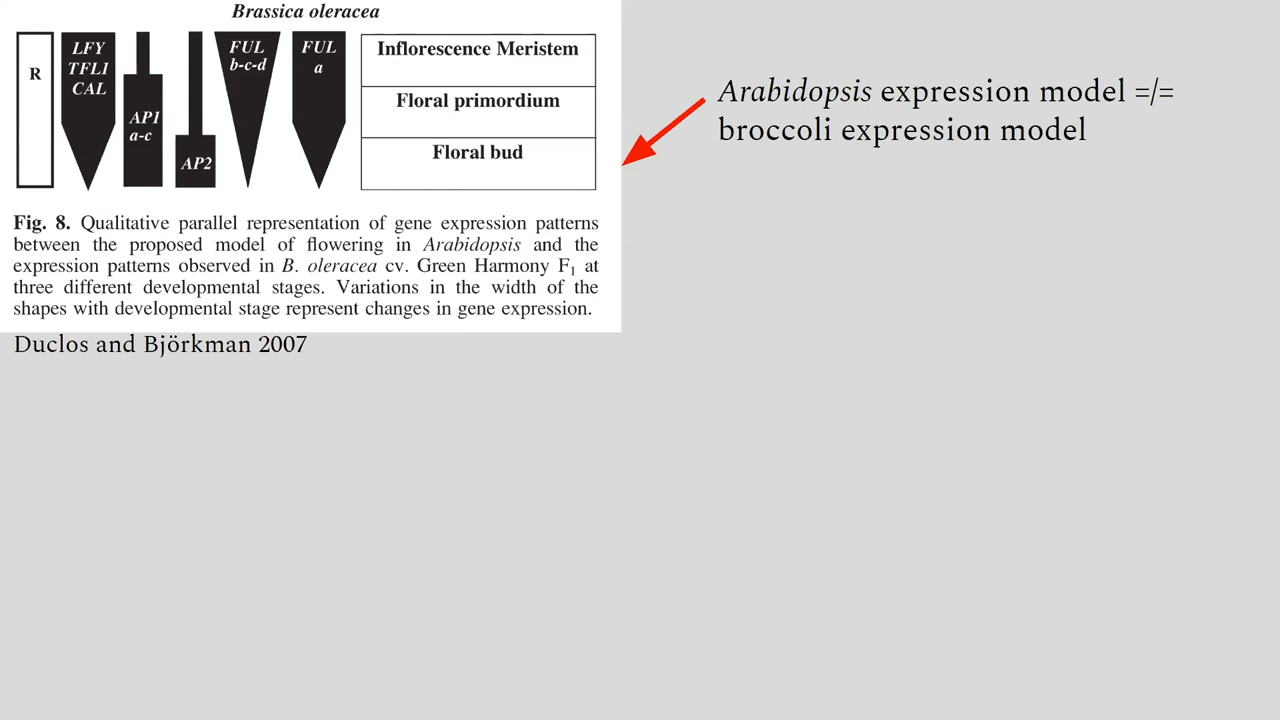 Brassica oleracea
R
LFY
TFL1
CAL
AP1
a-c
AP2
FUL
b-c-d
FUL
a
Inflorescence Meristem
Floral primordium
Floral bud
Fig. 8. Qualitative parallel representation of gene expression patterns
between the proposed model of flowering in Arabidopsis and the
expression patterns observed in B. oleracea cv. Green Harmony F1 at
three different developmental stages. Variations in the width of the
shapes with developmental stage represent changes in gene expression.
Duclos and Björkman 2007
Arabidopsis expression model =/=
broccoli expression model